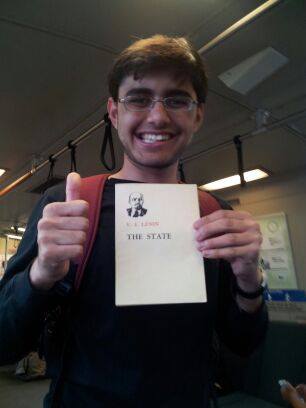 V. I. LENIN
THE STATE